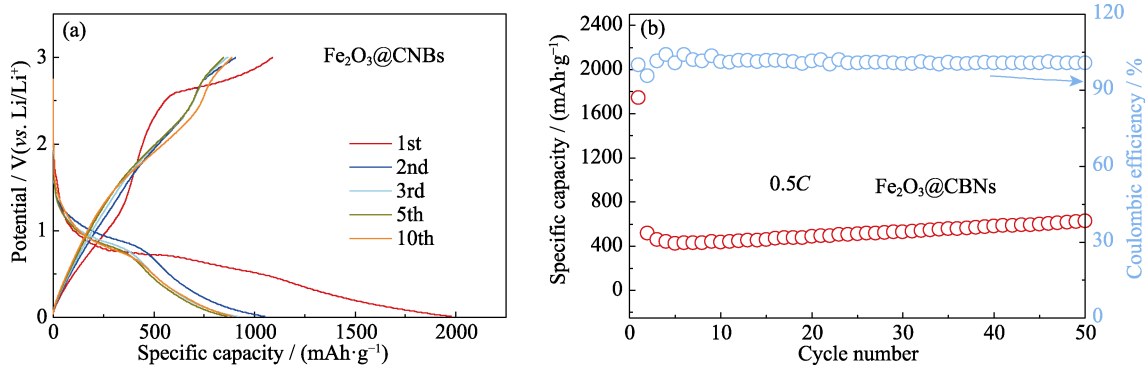 (a)
Fe₂O₃@CNBs
1st
2nd
3rd
5th
10th
3
2
1
0
Potential / V(vs. Li/Li⁺)
0 500 1000 1500 2000
Specific capacity / (mAh·g⁻¹)
(b)
2400
2000
1600
1200
800
400
0
Specific capacity / (mAh·g⁻¹)
0.5C Fe₂O₃@CBNs
120
90
60
30
0
Coulombic efficiency / %
0 10 20 30 40 50
Cycle number